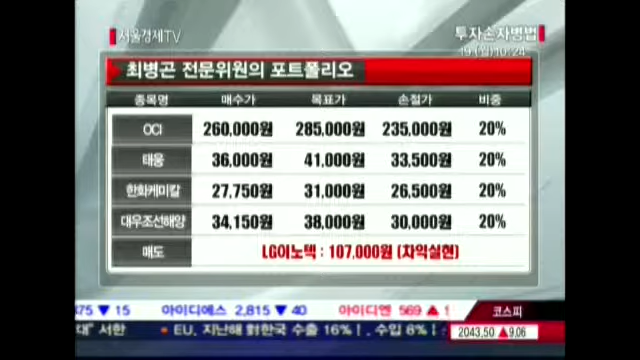 서울경제TV
투자손자병법
19 (월)10:24
최병곤 전문위원의 포트폴리오
종목명 매수가 목표가 손절가 비중
OCI 260,000원 285,000원 235,000원 20%
태웅 36,000원 41,000원 33,500원 20%
한화케미칼 27,750원 31,000원 26,500원 20%
대우조선해양 34,150원 38,000원 30,000원 20%
매도 LG이노텍 : 107,000원 (차익실현)
▼ 15 아이디에스 2,815 ▼ 40 아이디엔 569 ▲
코스피
서한 ▪ EU, 지난해 對한국 수출 16%↑, 수입 8%↑
2043.50 ▲9.06